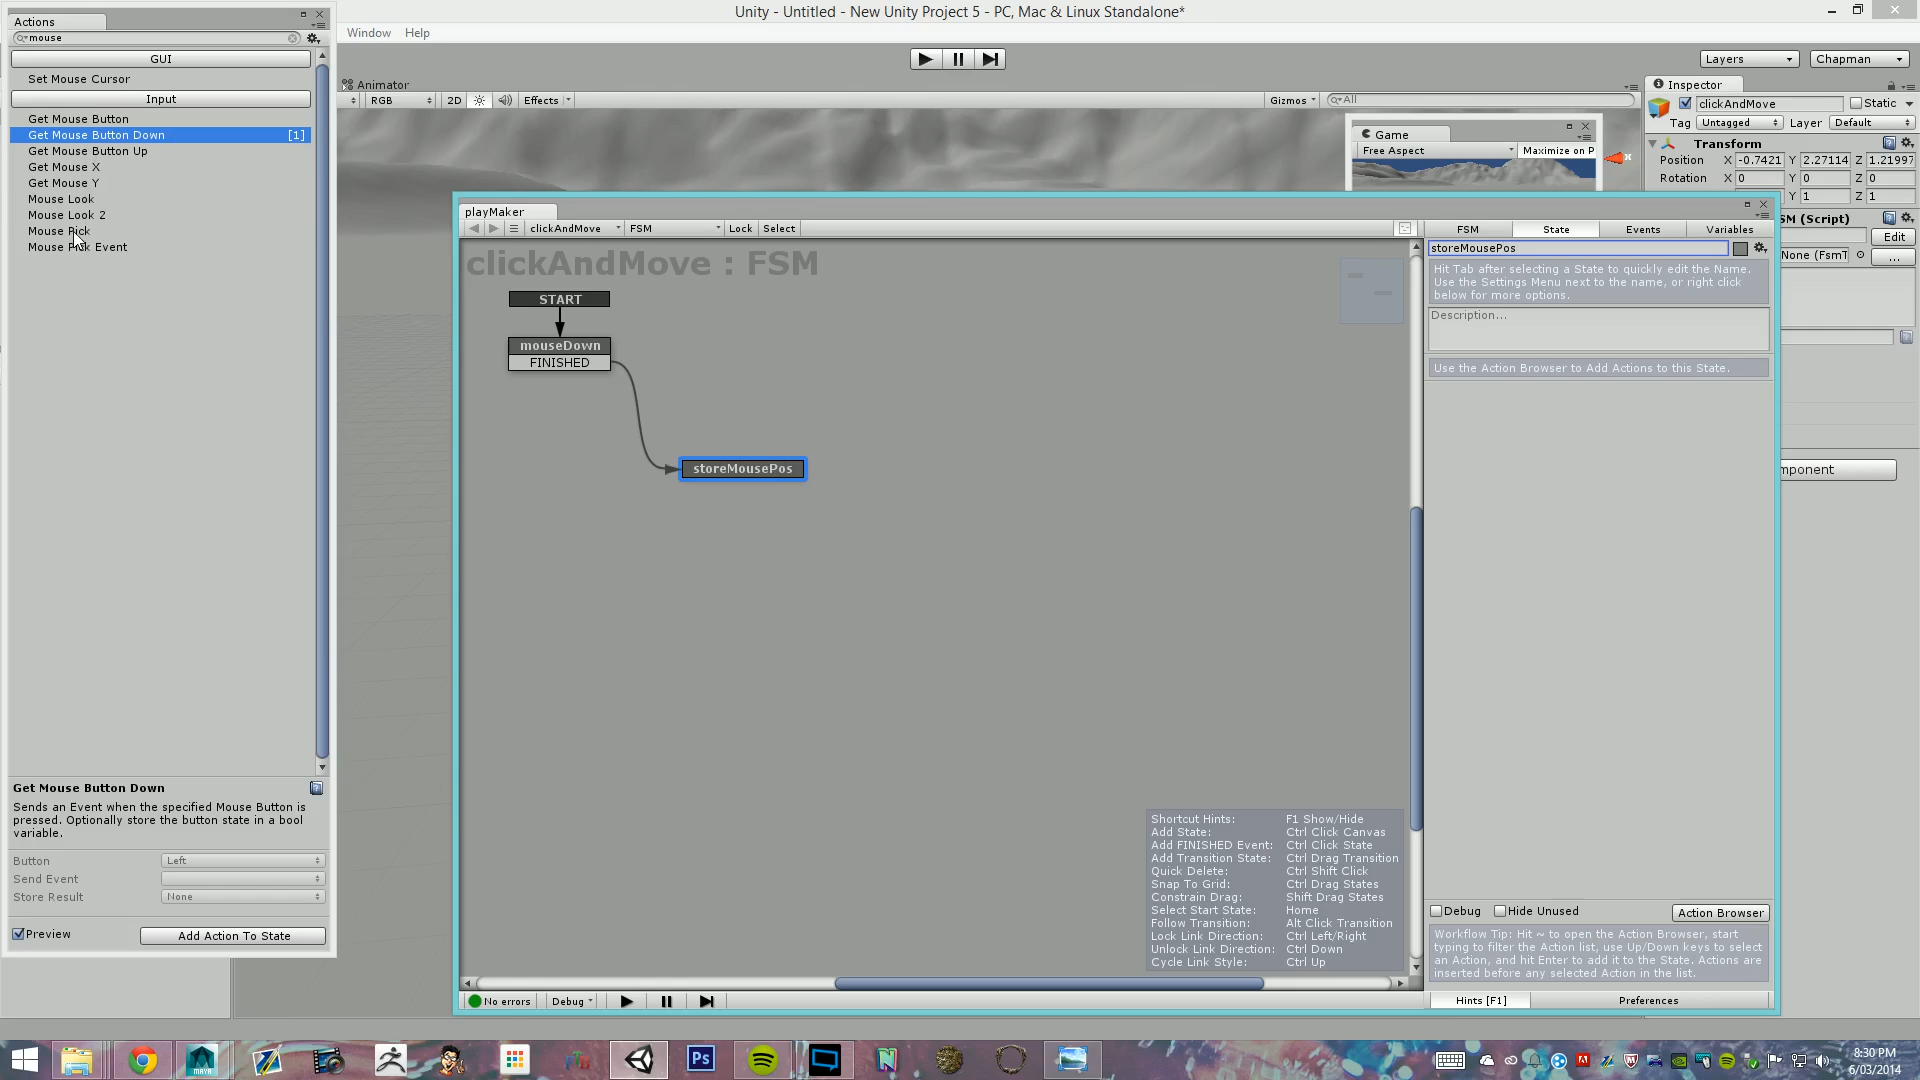 Unity - Untitled - New Unity Project 5 - PC, Mac & Linux Standalone*
Actions
mouse
GUI
Set Mouse Cursor
Input
Get Mouse Button
Get Mouse Button Down [1]
Get Mouse Button Up
Get Mouse X
Get Mouse Y
Mouse Look
Mouse Look 2
Mouse Pick
Mouse Pick Event
Get Mouse Button Down
Sends an Event when the specified Mouse Button is
pressed. Optionally store the button state in a bool
variable.
Button Left
Send Event
Store Result None
Preview Add Action To State
Window Help
Layers Chapman
Animator
RGB 2D Effects Gizmos All
Game
Free Aspect Maximize on P
Inspector
clickAndMove Static
Tag Untagged Layer Default
Transform
Position X -0.7421 Y 2.27114 Z 1.21997
Rotation X 0 Y 0 Z 0
Y 1 Z 1
SM (Script)
Edit
None (FsmT ...
mponent
playMaker
clickAndMove FSM Lock Select
clickAndMove : FSM
START
mouseDown
FINISHED
storeMousePos
Shortcut Hints: F1 Show/Hide
Add State: Ctrl Click Canvas
Add FINISHED Event: Ctrl Click State
Add Transition State: Ctrl Drag Transition
Quick Delete: Ctrl Shift Click
Snap To Grid: Ctrl Drag States
Constrain Drag: Shift Drag States
Select Start State: Home
Follow Transition: Alt Click Transition
Lock Link Direction: Ctrl Left/Right
Unlock Link Direction: Ctrl Down
Cycle Link Style: Ctrl Up
No errors Debug
FSM State Events Variables
storeMousePos
Hit Tab after selecting a State to quickly edit the Name.
Use the Settings Menu next to the name, or right click
below for more options.
Description...
Use the Action Browser to Add Actions to this State.
Debug Hide Unused Action Browser
Workflow Tip: Hit ~ to open the Action Browser, start
typing to filter the Action list, use Up/Down keys to select
an Action, and hit Enter to add it to the State. Actions are
inserted before any selected Action in the list.
Hints [F1] Preferences
MAYA
Ps
8:30 PM
6/03/2014